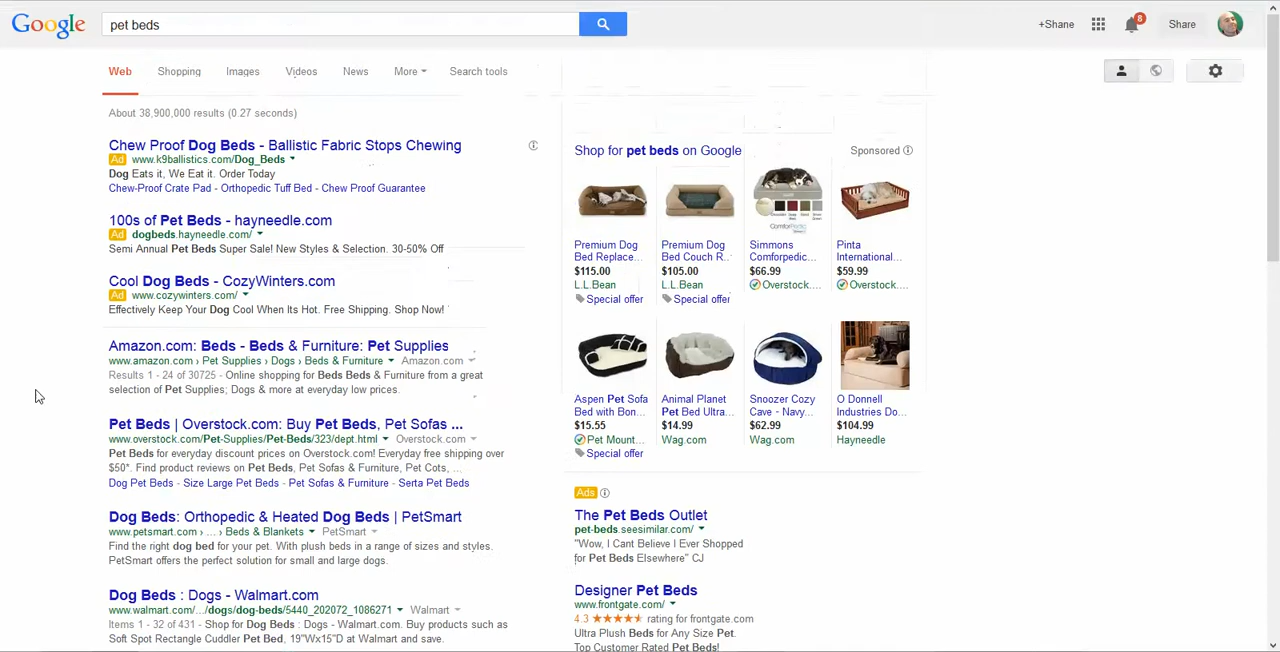 Google
pet beds
+Shane
8
Share
Web
Shopping
Images
Videos
News
More
Search tools
About 38,900,000 results (0.27 seconds)
Chew Proof Dog Beds - Ballistic Fabric Stops Chewing
Ad www.k9ballistics.com/Dog_Beds
Dog Eats it, We Eat it. Order Today
Chew-Proof Crate Pad - Orthopedic Tuff Bed - Chew Proof Guarantee
100s of Pet Beds - hayneedle.com
Ad dogbeds.hayneedle.com/
Semi Annual Pet Beds Super Sale! New Styles & Selection. 30-50% Off
Cool Dog Beds - CozyWinters.com
Ad www.cozywinters.com/
Effectively Keep Your Dog Cool When Its Hot. Free Shipping. Shop Now!
Amazon.com: Beds - Beds & Furniture: Pet Supplies
www.amazon.com › Pet Supplies › Dogs › Beds & Furniture Amazon.com
Results 1 - 24 of 30725 - Online shopping for Beds Beds & Furniture from a great
selection of Pet Supplies; Dogs & more at everyday low prices.
Pet Beds | Overstock.com: Buy Pet Beds, Pet Sofas ...
www.overstock.com/Pet-Supplies/Pet-Beds/323/dept.html Overstock.com
Pet Beds for everyday discount prices on Overstock.com! Everyday free shipping over
$50*. Find product reviews on Pet Beds, Pet Sofas & Furniture, Pet Cots, ...
Dog Pet Beds - Size Large Pet Beds - Pet Sofas & Furniture - Serta Pet Beds
Dog Beds: Orthopedic & Heated Dog Beds | PetSmart
www.petsmart.com › ... › Beds & Blankets PetSmart
Find the right dog bed for your pet. With plush beds in a range of sizes and styles.
PetSmart offers the perfect solution for small and large dogs.
Dog Beds : Dogs - Walmart.com
www.walmart.com/.../dogs/dog-beds/5440_202072_1086271 Walmart
Items 1 - 32 of 431 - Shop for Dog Beds : Dogs - Walmart.com. Buy products such as
Soft Spot Rectangle Cuddler Pet Bed, 19"Wx15"D at Walmart and save.
Shop for pet beds on Google
Sponsored
Premium Dog
Bed Replace...
$115.00
L.L.Bean
Special offer
Premium Dog
Bed Couch R...
$105.00
L.L.Bean
Special offer
Simmons
Comforpedic...
$66.99
Overstock....
Pinta
International...
$59.99
Overstock....
Aspen Pet Sofa
Bed with Bon...
$15.55
Pet Mount...
Special offer
Animal Planet
Pet Bed Ultra...
$14.99
Wag.com
Snoozer Cozy
Cave - Navy...
$62.99
Wag.com
O Donnell
Industries Do...
$104.99
Hayneedle
Ads
The Pet Beds Outlet
pet-beds.seesimilar.com/
"Wow, I Cant Believe I Ever Shopped
for Pet Beds Elsewhere" CJ
Designer Pet Beds
www.frontgate.com/
4.3 ★★★★★ rating for frontgate.com
Ultra Plush Beds for Any Size Pet.
Top Customer Rated Pet Beds!